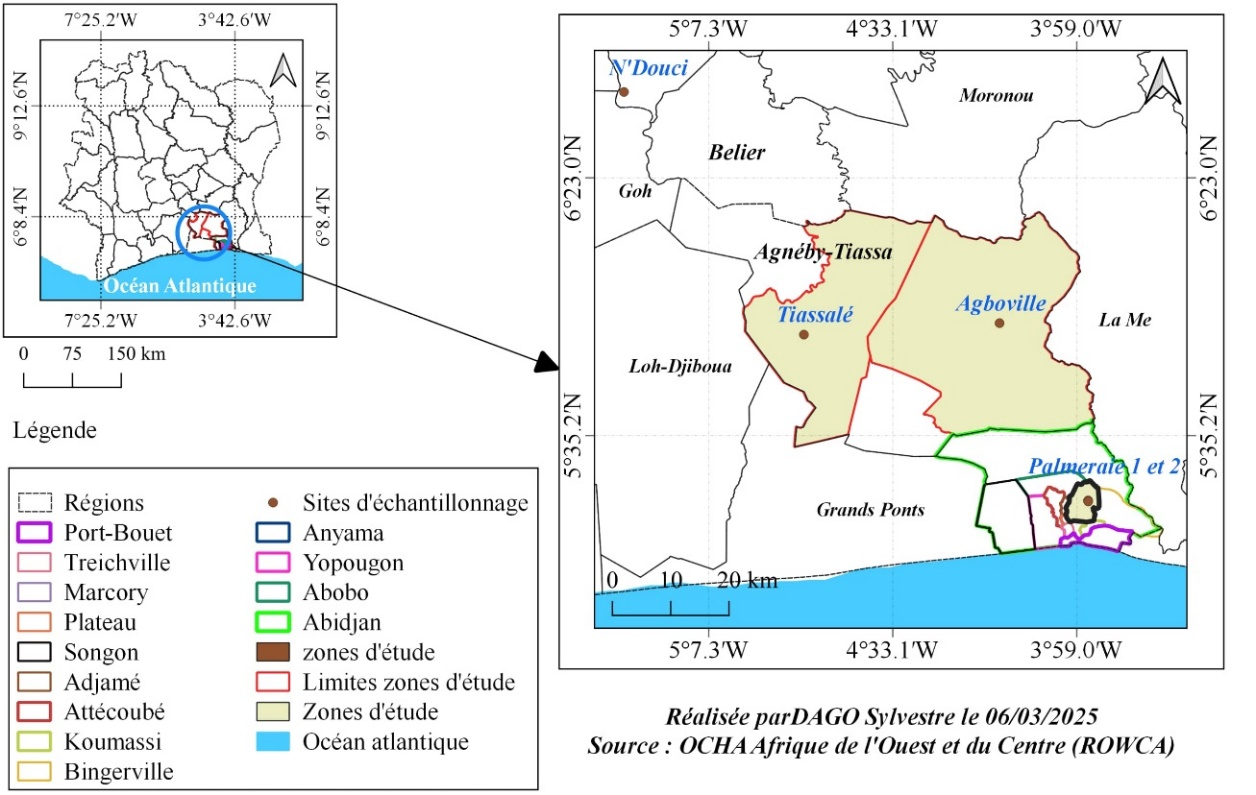 7°25.2'W 3°42.6'W
9°12.6'N 9°12.6'N
6°8.4'N 6°8.4'N
Océan Atlantique
7°25.2'W 3°42.6'W
0 75 150 km
Légende
Régions
Port-Bouet
Treichville
Marcory
Plateau
Songon
Adjamé
Attécoubé
Koumassi
Bingerville
Sites d'échantillonnage
Anyama
Yopougon
Abobo
Abidjan
zones d'étude
Limites zones d'étude
Zones d'étude
Océan atlantique
5°7.3'W 4°33.1'W 3°59.0'W
N'Douci
Moronou
Belier
6°23.0'N 6°23.0'N
Goh
Agnéby-Tiassa
Agboville
Tiassalé
La Me
Loh-Djiboua
5°35.2'N 5°35.2'N
Palmeraie 1 et 2
Grands Ponts
0 10 20 km
5°7.3'W 4°33.1'W 3°59.0'W
Réalisée parDAGO Sylvestre le 06/03/2025
Source : OCHA Afrique de l'Ouest et du Centre (ROWCA)